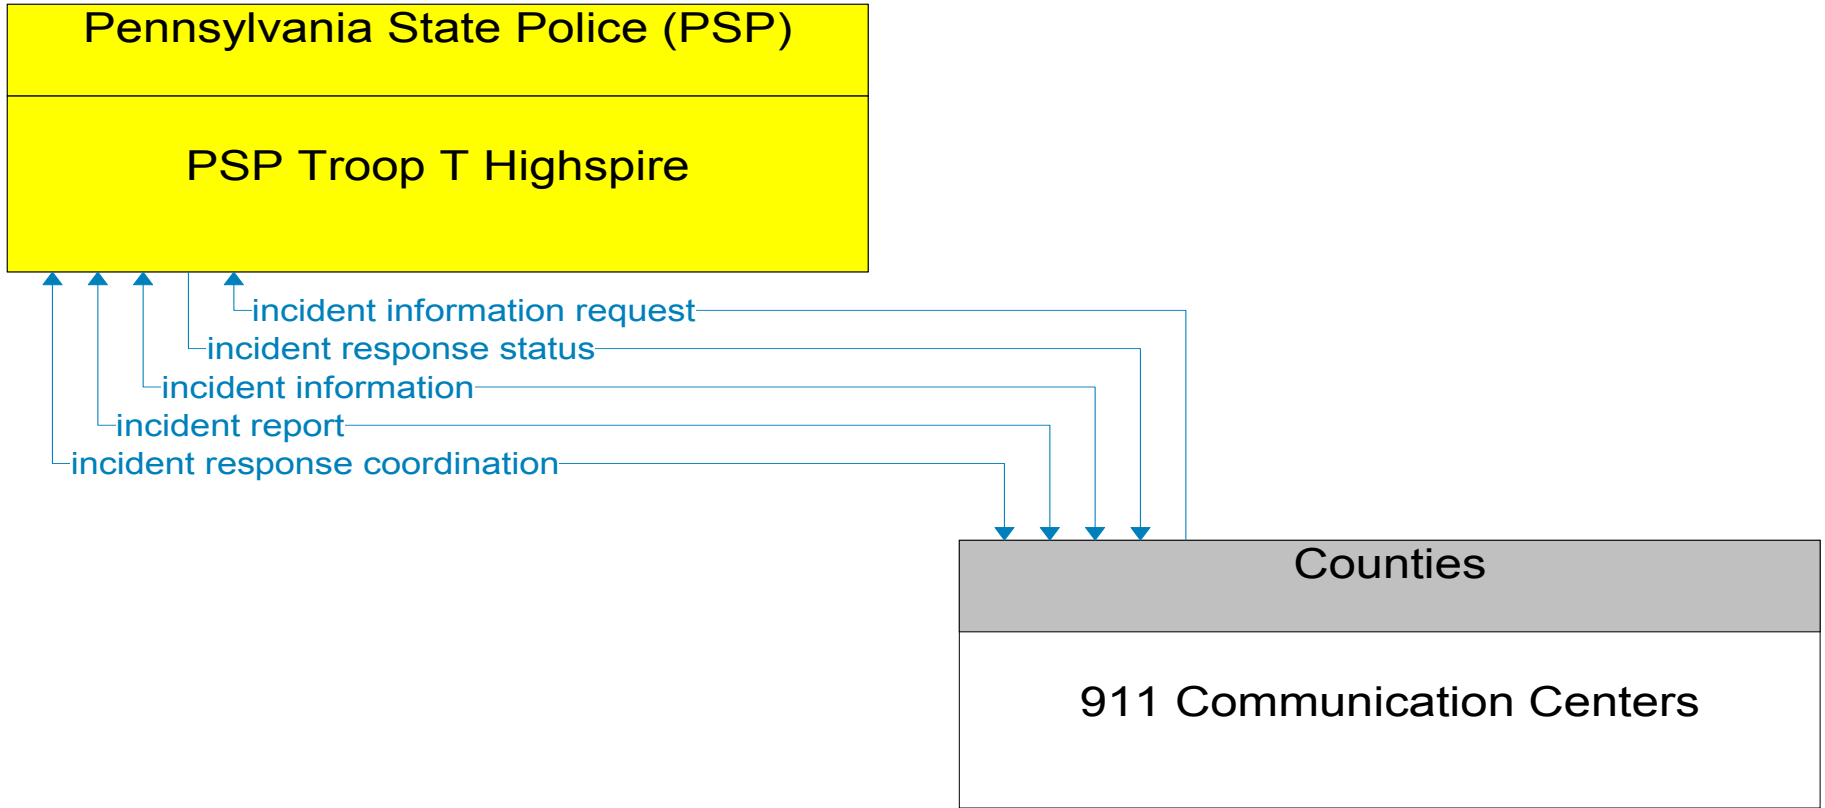 Pennsylvania State Police (PSP)
PSP Troop T Highspire
incident information request
incident response status
incident information
incident report
incident response coordination
Counties
911 Communication Centers